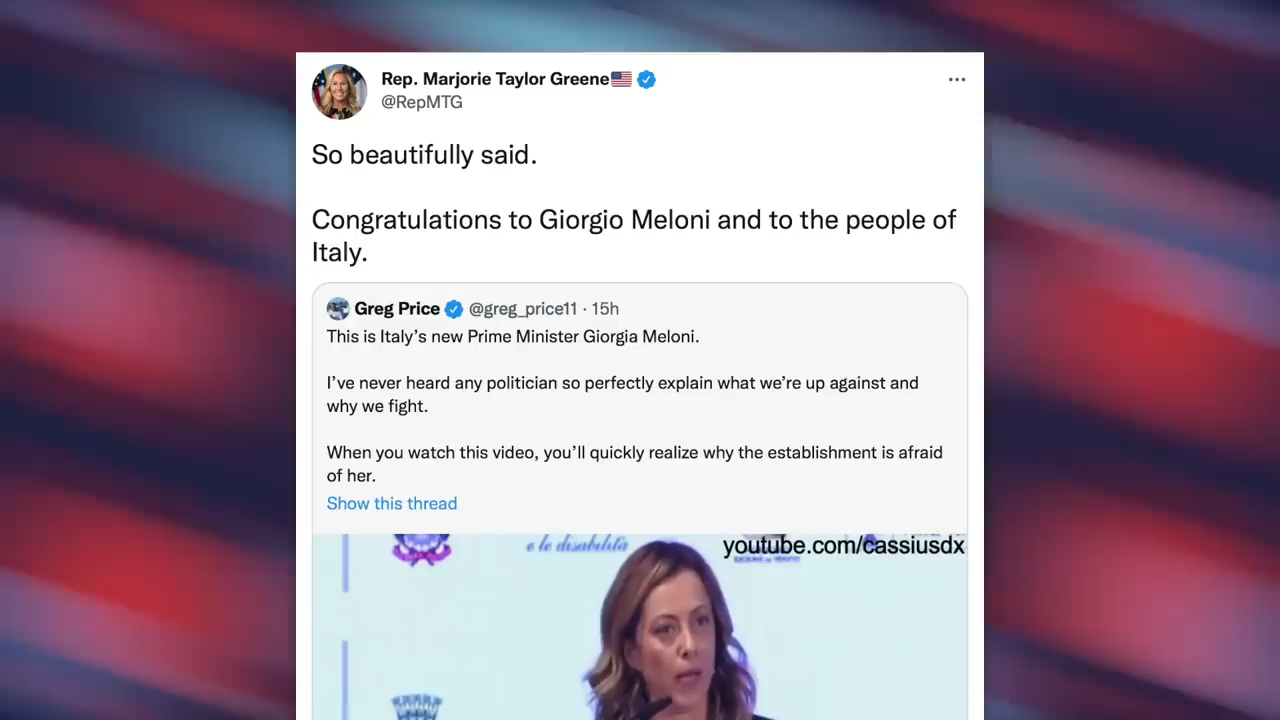 Rep. Marjorie Taylor Greene🇺🇸
@RepMTG
So beautifully said.
Congratulations to Giorgio Meloni and to the people of
Italy.
Greg Price @greg_price11 · 15h
This is Italy's new Prime Minister Giorgia Meloni.
I've never heard any politician so perfectly explain what we're up against and
why we fight.
When you watch this video, you'll quickly realize why the establishment is afraid
of her.
Show this thread
e le disabilità
youtube.com/cassiusdx